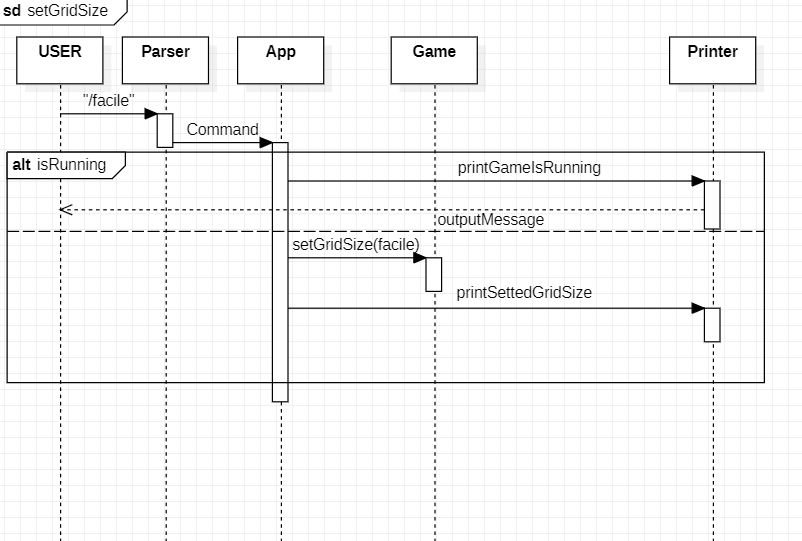 sd setGridSize
USER
Parser
App
Game
Printer
"/facile"
Command
alt isRunning
printGameIsRunning
outputMessage
setGridSize(facile)
printSettedGridSize